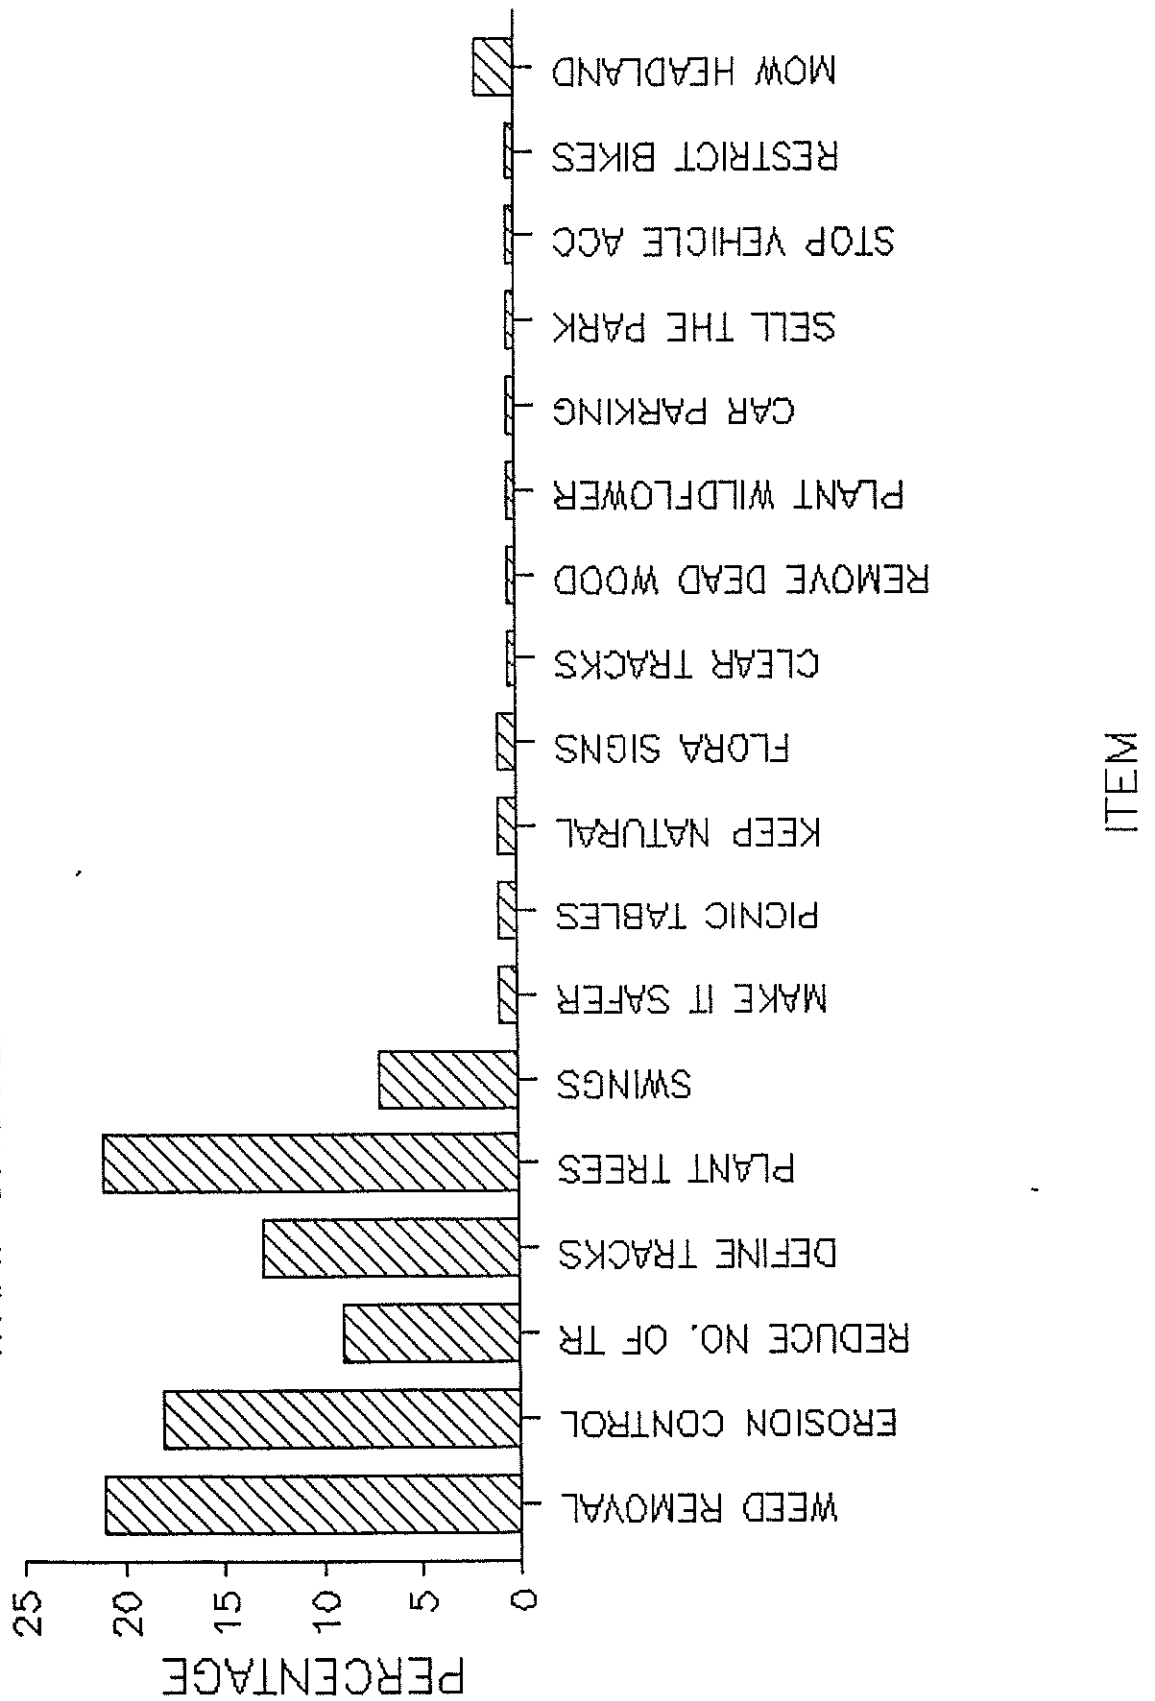 PERCENTAGE
25
20
15
10
5
0
WEED REMOVAL
EROSION CONTROL
REDUCE NO. OF TR
DEFINE TRACKS
PLANT TREES
SWINGS
MAKE IT SAFER
PICNIC TABLES
KEEP NATURAL
FLORA SIGNS
CLEAR TRACKS
REMOVE DEAD WOOD
PLANT WILDFLOWER
CAR PARKING
SELL THE PARK
STOP VEHICLE ACC
RESTRICT BIKES
MOW HEADLAND
ITEM